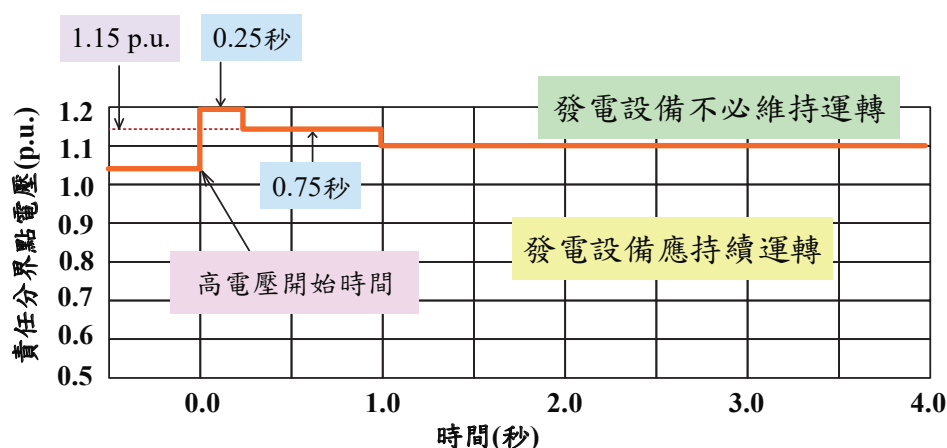 1.15 p.u.
0.25秒
發電設備不必維持運轉
0.75秒
發電設備應持續運轉
高電壓開始時間
責任分界點電壓(p.u.)
1.2
1.1
1.0
0.9
0.8
0.7
0.6
0.5
0.0
1.0
2.0
3.0
4.0
時間(秒)